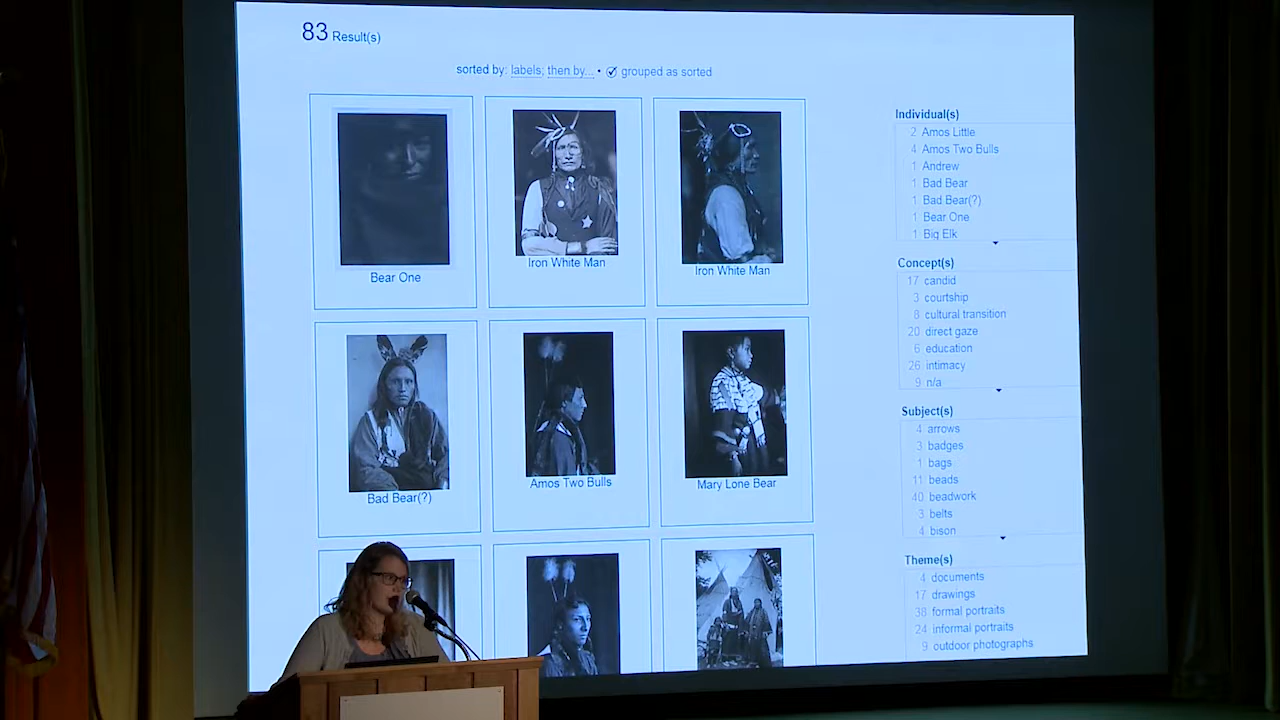 83 Result(s)
sorted by: labels; then by... • grouped as sorted
Bear One
Iron White Man
Iron White Man
Bad Bear(?)
Amos Two Bulls
Mary Lone Bear
Individual(s)
2 Amos Little
4 Amos Two Bulls
1 Andrew
1 Bad Bear
1 Bad Bear(?)
1 Bear One
1 Big Elk
Concept(s)
17 candid
3 courtship
8 cultural transition
20 direct gaze
6 education
26 intimacy
9 n/a
Subject(s)
4 arrows
3 badges
1 bags
11 beads
40 beadwork
3 belts
4 bison
Theme(s)
4 documents
17 drawings
38 formal portraits
24 informal portraits
9 outdoor photographs